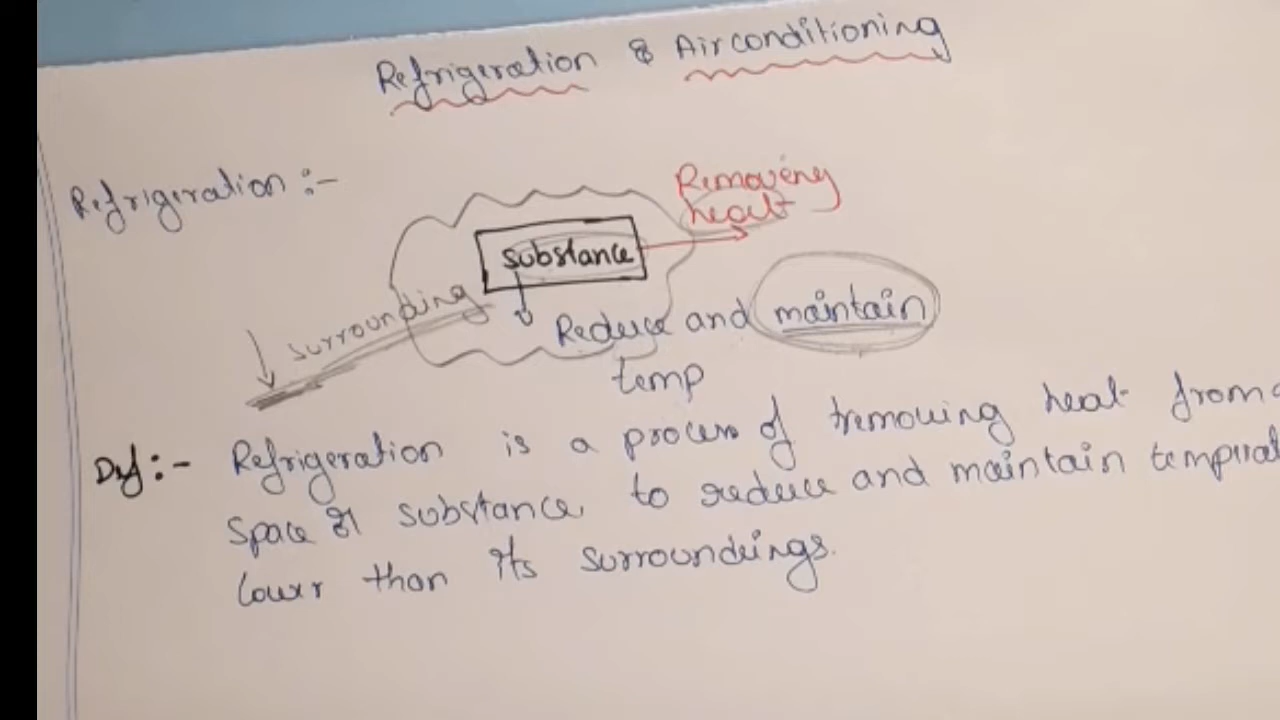 Refrigeration & Airconditioning
Refrigeration :-
Removing
heat
substance
surrounding
Reduce and maintain
temp
Def :- Refrigeration is a process of removing heat from a
space or substance to reduce and maintain temperat
lower than its surroundings.